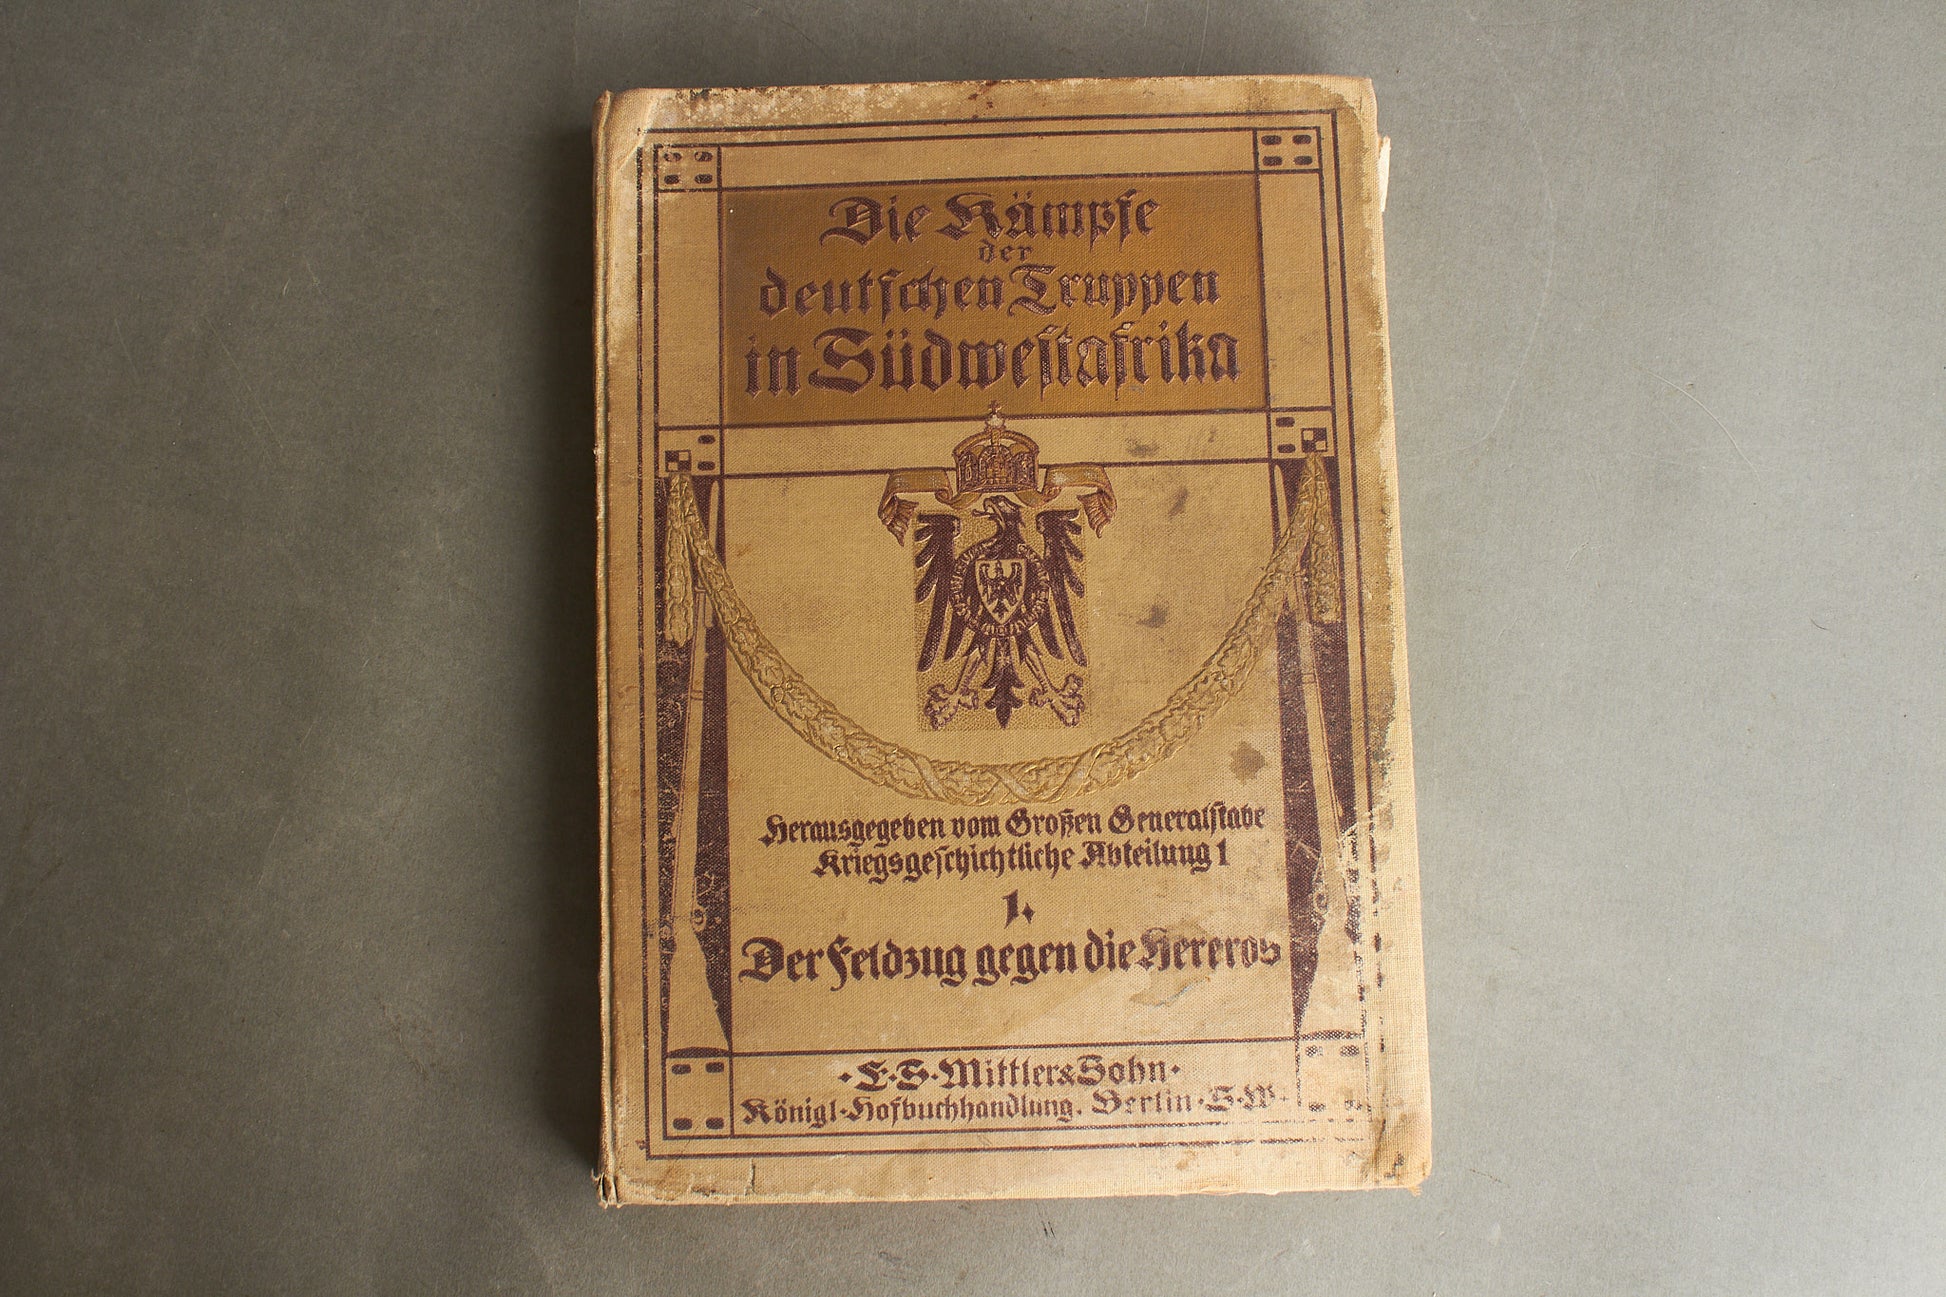 Die Kämpfe
der
deutſchen Truppen
in Südweſtafrika
Herausgegeben vom Großen Generalſtabe
Kriegsgeſchichtliche Abteilung 1
1.
Der Feldzug gegen die Hereros
·E·S·Mittler&Sohn·
Königl·Hofbuchhandlung. Berlin·S·W·